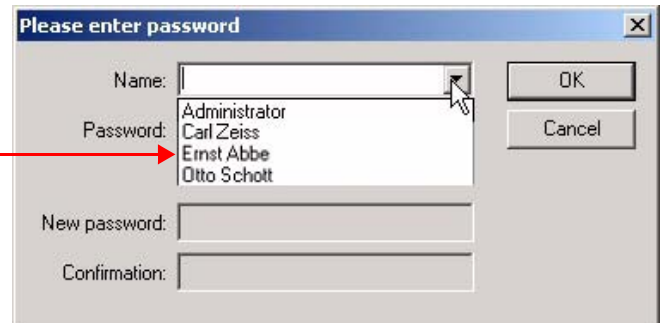 Please enter password
Name:
OK
Administrator
Password:
Carl Zeiss
Cancel
Ernst Abbe
Otto Schott
New password:
Confirmation: